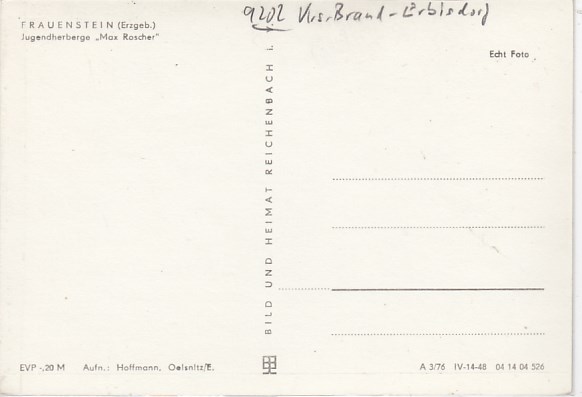 9202 Krs. Brand-Erbisdorf
FRAUENSTEIN (Erzgeb.)
Jugendherberge „Max Roscher"
Echt Foto
BILD UND HEIMAT REICHENBACH I.
EVP -,20 M Aufn.: Hoffmann, Oelsnitz/E.
A 3/76 IV-14-48 04 14 04 526